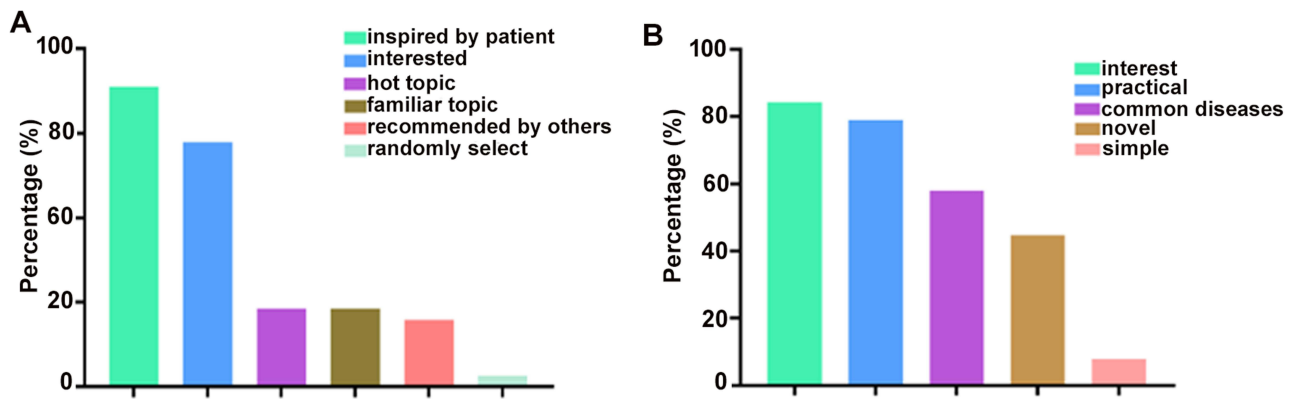 A
Percentage (%)
100
80
60
20
0
inspired by patient
interested
hot topic
familiar topic
recommended by others
randomly select
B
Percentage (%)
100
80
60
40
20
0
interest
practical
common diseases
novel
simple